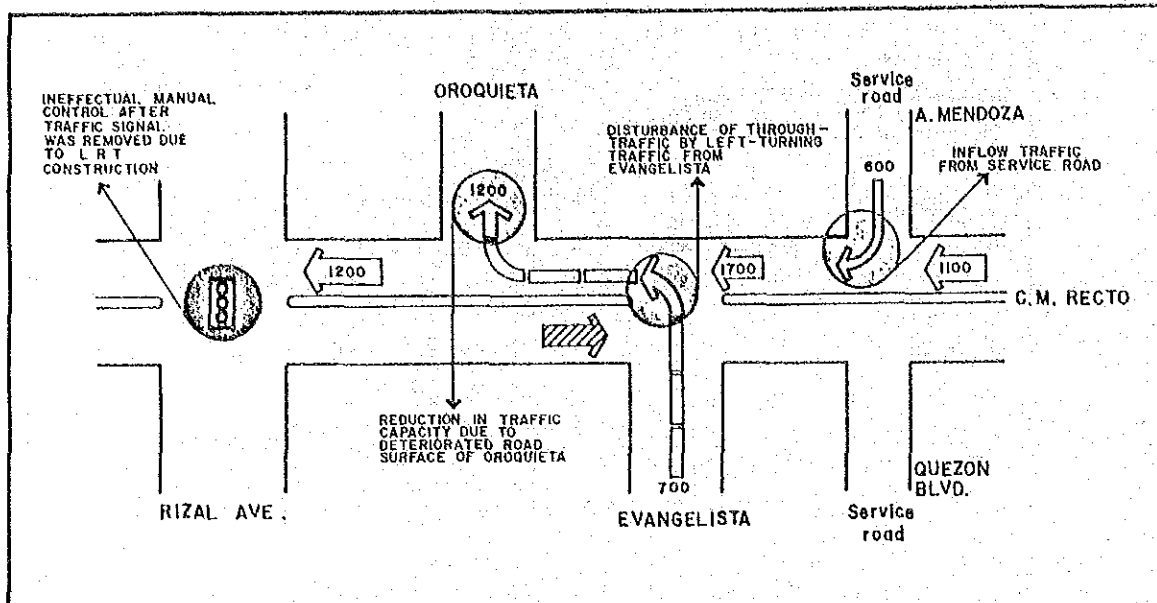 OROQUIETA
Service
road
A. MENDOZA
INEFFECTUAL MANUAL
CONTROL AFTER
TRAFFIC SIGNAL
WAS REMOVED DUE
TO L R T
CONSTRUCTION
DISTURBANCE OF THROUGH-
TRAFFIC BY LEFT-TURNING
TRAFFIC FROM
EVANGELISTA
INFLOW TRAFFIC
FROM SERVICE ROAD
600
1200
1200
1700
1100
C.M. RECTO
REDUCTION IN TRAFFIC
CAPACITY DUE TO
DETERIORATED ROAD
SURFACE OF OROQUIETA
700
QUEZON
BLVD.
RIZAL AVE.
EVANGELISTA
Service
road